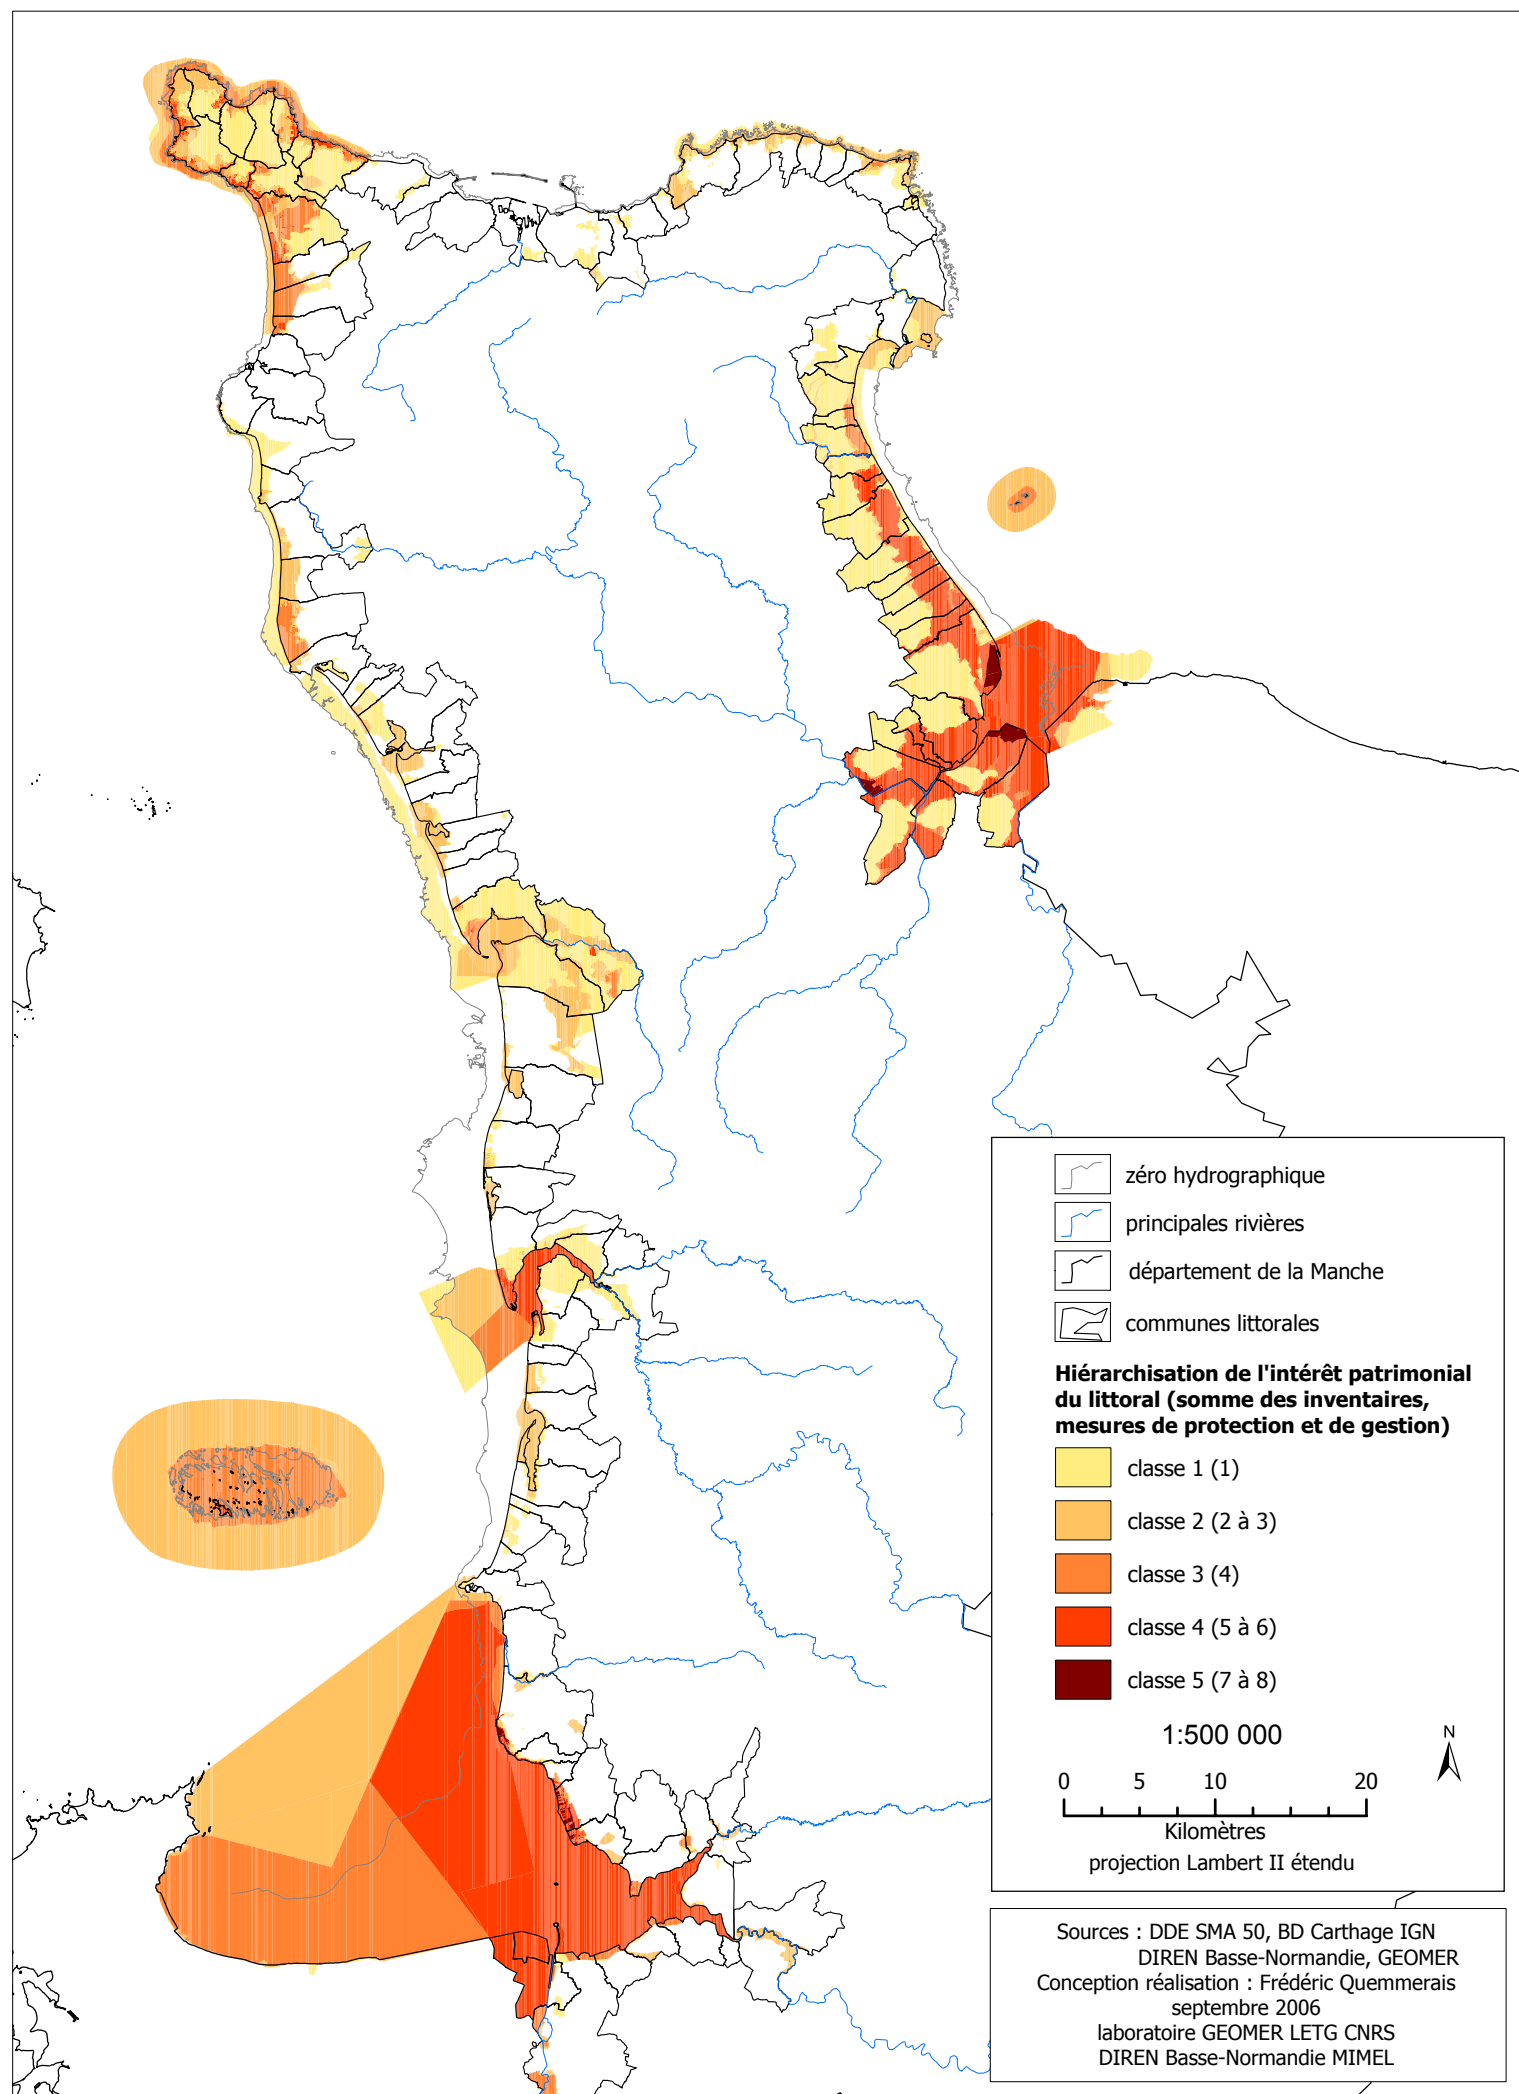 zéro hydrographique
principales rivières
département de la Manche
communes littorales
Hiérarchisation de l'intérêt patrimonial
du littoral (somme des inventaires,
mesures de protection et de gestion)
classe 1 (1)
classe 2 (2 à 3)
classe 3 (4)
classe 4 (5 à 6)
classe 5 (7 à 8)
1:500 000
N
0 5 10 20
Kilomètres
projection Lambert II étendu
Sources : DDE SMA 50, BD Carthage IGN
DIREN Basse-Normandie, GEOMER
Conception réalisation : Frédéric Quemmerais
septembre 2006
laboratoire GEOMER LETG CNRS
DIREN Basse-Normandie MIMEL